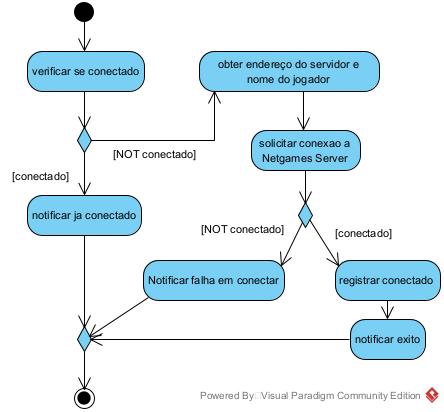 verificar se conectado
obter endereço do servidor e
nome do jogador
[NOT conectado]
solicitar conexao a
Netgames Server
[conectado]
notificar ja conectado
[NOT conectado]
[conectado]
Notificar falha em conectar
registrar conectado
notificar exito
Powered By Visual Paradigm Community Edition